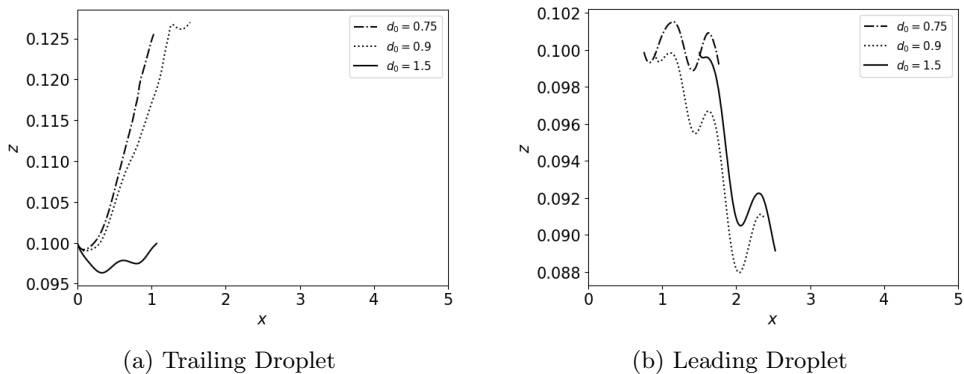 0.125
0.120
0.115
0.110
0.105
0.100
0.095
z
0 1 2 3 4 5
x
d₀ = 0.75
d₀ = 0.9
d₀ = 1.5
(a) Trailing Droplet
0.102
0.100
0.098
0.096
0.094
0.092
0.090
0.088
z
0 1 2 3 4 5
x
d₀ = 0.75
d₀ = 0.9
d₀ = 1.5
(b) Leading Droplet